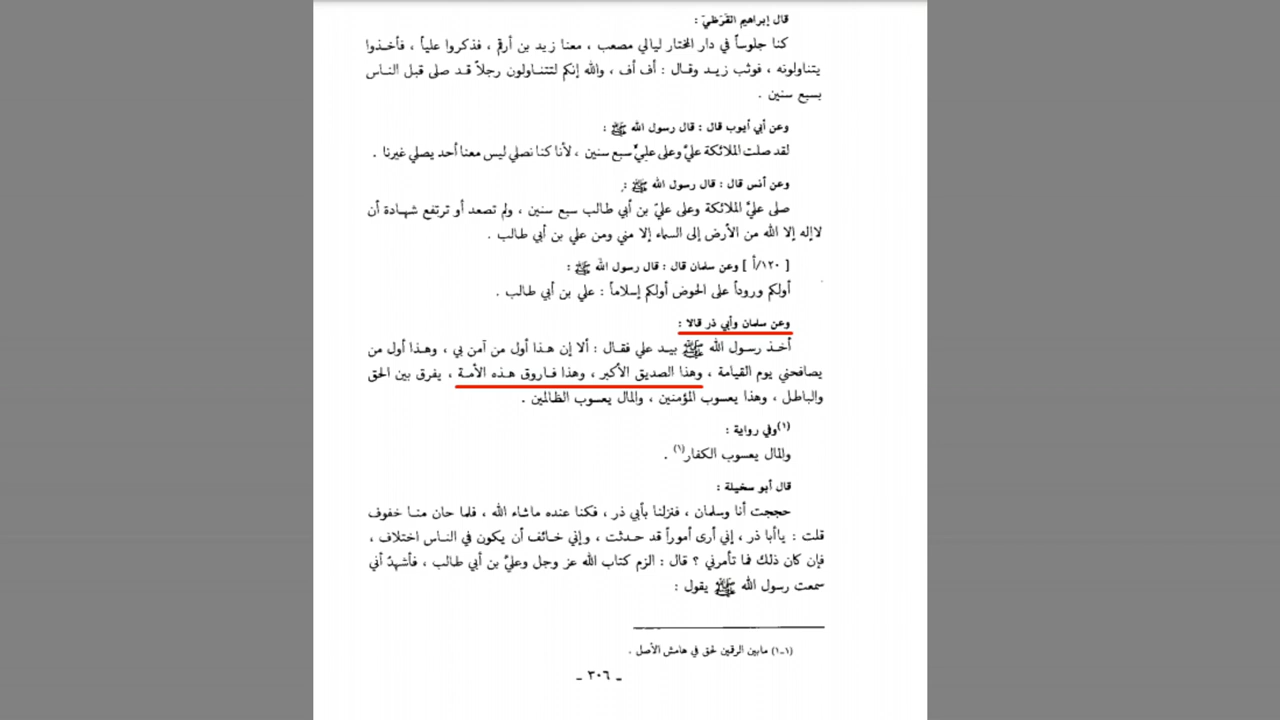 قال إبراهيم القَرَظيّ :
كنا جلوساً في دار المختار ليالي مصعب ، معنا زيد بن أرقم ، فذكروا علياً ، فأخذوا
يتناولونه ، فوثب زيد وقال : أف أف ، والله إنكم لتتناولون رجلاً قد صلى قبل الناس
بسبع سنين .
وعن أبي أيوب قال : قال رسول الله ﷺ :
لقد صلت الملائكة عليَّ وعلى عليٍّ سبع سنين ، لأنا كنا نصلي ليس معنا أحد يصلي غيرنا .
وعن أنس قال : قال رسول الله ﷺ :
صلى عليَّ الملائكة وعلى عليّ بن أبي طالب سبع سنين ، ولم تصعد أو ترتفع شهادة أن
لاإله إلا الله من الأرض إلى السماء إلا مني ومن علي بن أبي طالب .
[ ١٢٠/أ ] وعن سلمان قال : قال رسول الله ﷺ :
أولكم وروداً على الحوض أولكم إسلاماً : علي بن أبي طالب .
وعن سلمان وأبي ذر قالا :
أخذ رسول الله ﷺ بيد علي فقال : ألا إن هذا أول من آمن بي ، وهذا أول من
يصافحني يوم القيامة ، وهذا الصديق الأكبر ، وهذا فاروق هذه الأمة ، يفرق بين الحق
والباطل ، وهذا يعسوب المؤمنين ، والمال يعسوب الظالمين .
(١)وفي رواية :
والمال يعسوب الكفار(١) .
قال أبو سخيلة :
حججت أنا وسلمان ، فنزلنا بأبي ذر ، فكنا عنده ماشاء الله ، فلما حان منا خفوف
قلت : ياأبا ذر ، إني أرى أموراً قد حدثت ، وإني خائف أن يكون في الناس اختلاف ،
فإن كان ذلك فما تأمرني ؟ قال : الزم كتاب الله عز وجل وعليَّ بن أبي طالب ، فأشهدُ أني
سمعت رسول الله ﷺ يقول :
(١-١) مابين الرقمين لحق في هامش الأصل .
ـ ٣٠٦ ـ